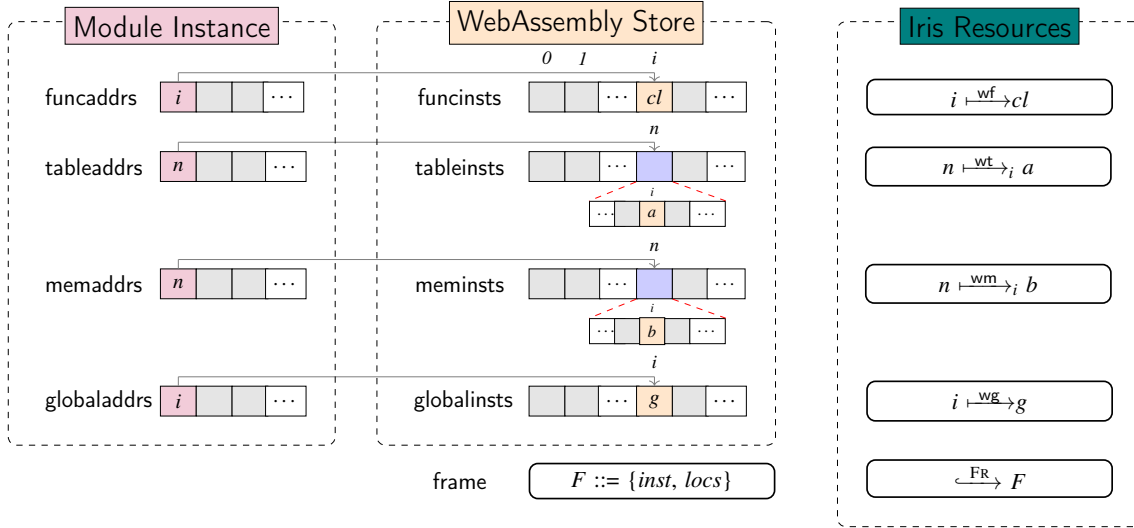 Module Instance
WebAssembly Store
Iris Resources
0 1 i
funcaddrs i ⋯
funcinsts ⋯ cl ⋯
i ↦wf cl
n
tableaddrs n ⋯
tableinsts ⋯ ⋯
n ↦wt i a
i
⋯ a ⋯
n
memaddrs n ⋯
meminsts ⋯ ⋯
n ↦wm i b
i
⋯ b ⋯
i
globaladdrs i ⋯
globalinsts ⋯ g ⋯
i ↦wg g
frame
F ::= {inst, locs}
↪FR F